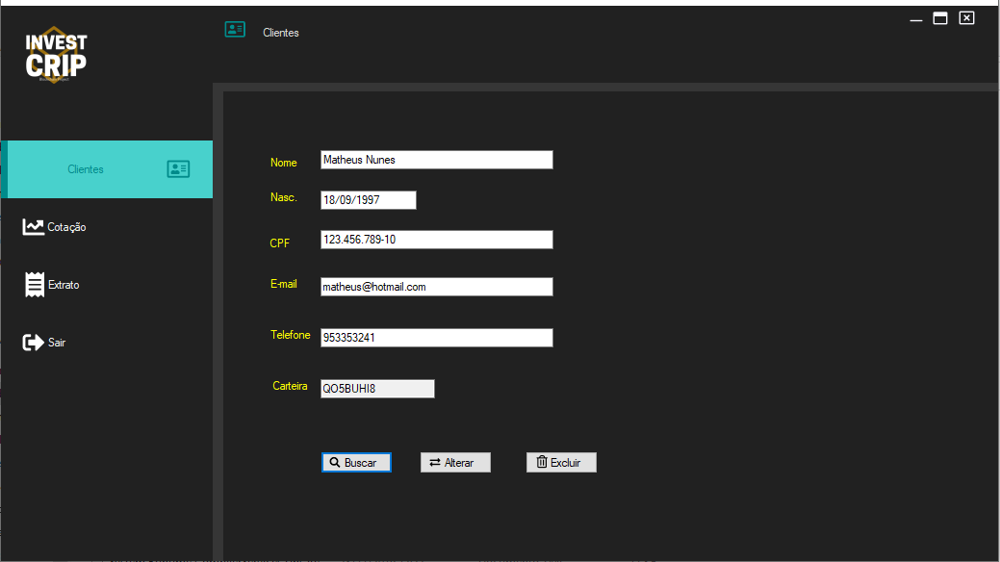 INVEST
CRIP
Clientes
Clientes
Cotação
Extrato
Sair
Nome
Matheus Nunes
Nasc.
18/09/1997
CPF
123.456.789-10
E-mail
matheus@hotmail.com
Telefone
953353241
Carteira
QO5BUHI8
Buscar
Alterar
Excluir